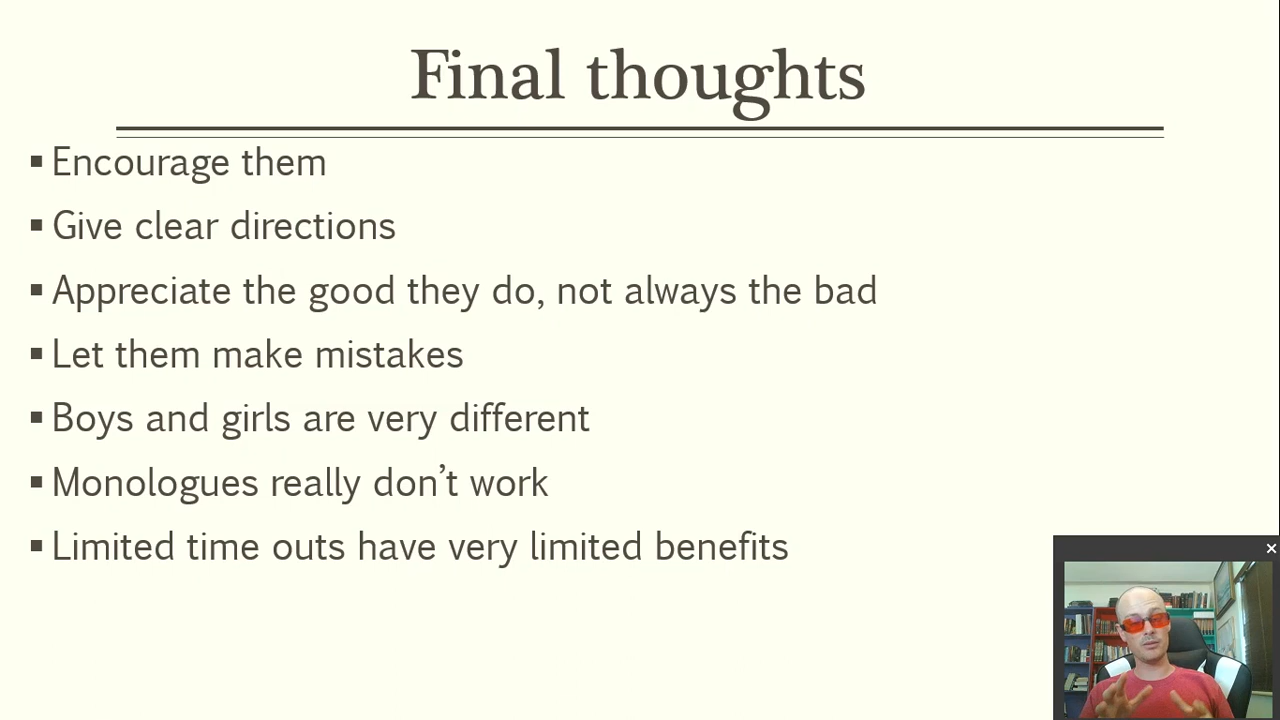 Final thoughts
▪ Encourage them
▪ Give clear directions
▪ Appreciate the good they do, not always the bad
▪ Let them make mistakes
▪ Boys and girls are very different
▪ Monologues really don’t work
▪ Limited time outs have very limited benefits